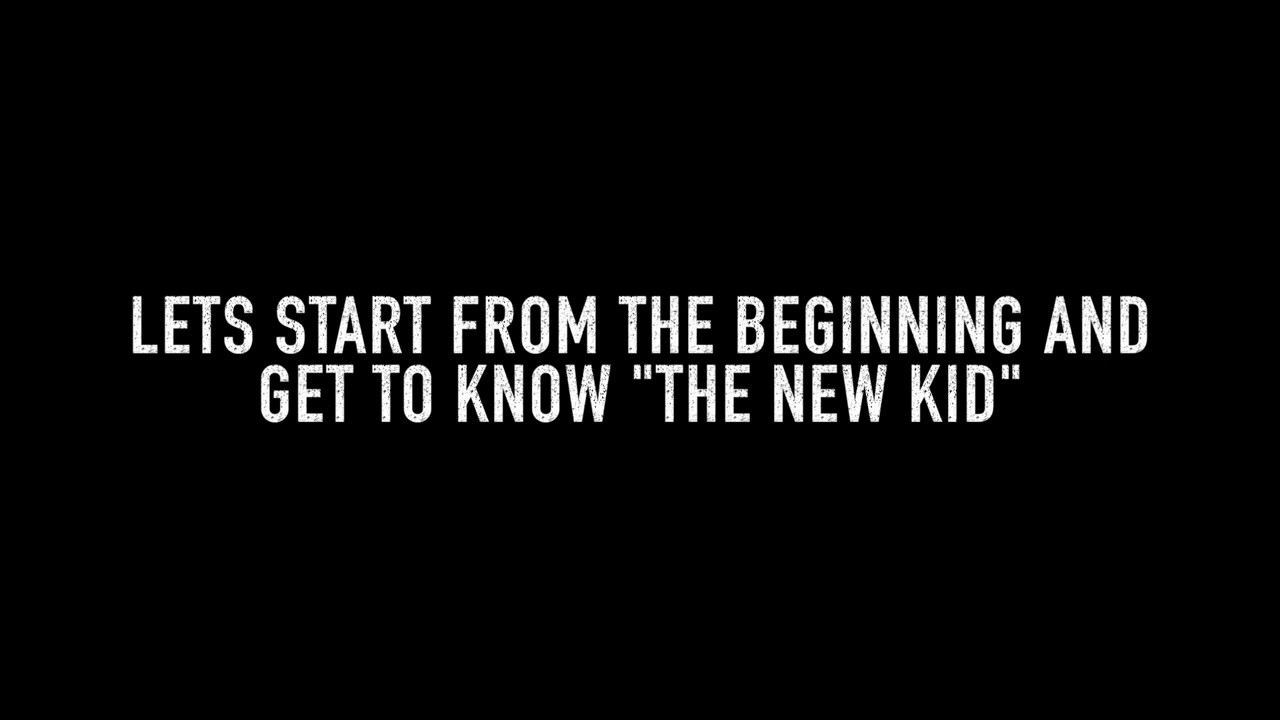 LETS START FROM THE BEGINNING AND
GET TO KNOW "THE NEW KID"